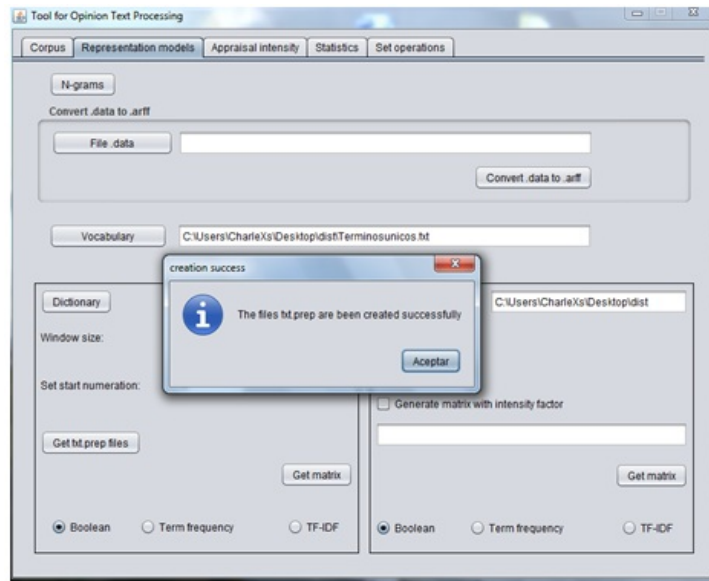 Tool for Opinion Text Processing
Corpus Representation models Appraisal intensity Statistics Set operations
N-grams
Convert .data to .arff
File .data
Convert .data to .arff
Vocabulary C:\Users\CharleXs\Desktop\dist\Terminosunicos.txt
creation success
Dictionary C:\Users\CharleXs\Desktop\dist
The files txt.prep are been created successfully
Window size:
Aceptar
Set start numeration:
Generate matrix with intensity factor
Get txt.prep files
Get matrix Get matrix
Boolean Term frequency TF-IDF Boolean Term frequency TF-IDF